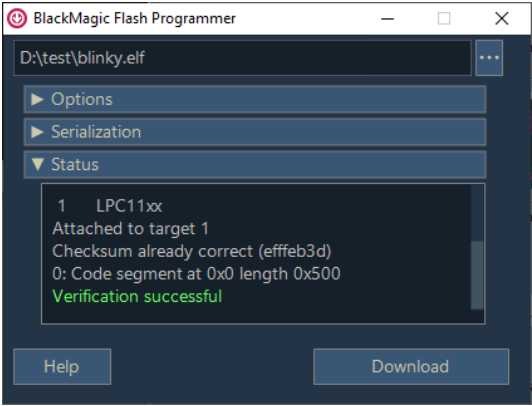 BlackMagic Flash Programmer
D:\test\blinky.elf
...
▶ Options
▶ Serialization
▼ Status
1 LPC11xx
Attached to target 1
Checksum already correct (efffeb3d)
0: Code segment at 0x0 length 0x500
Verification successful
Help
Download